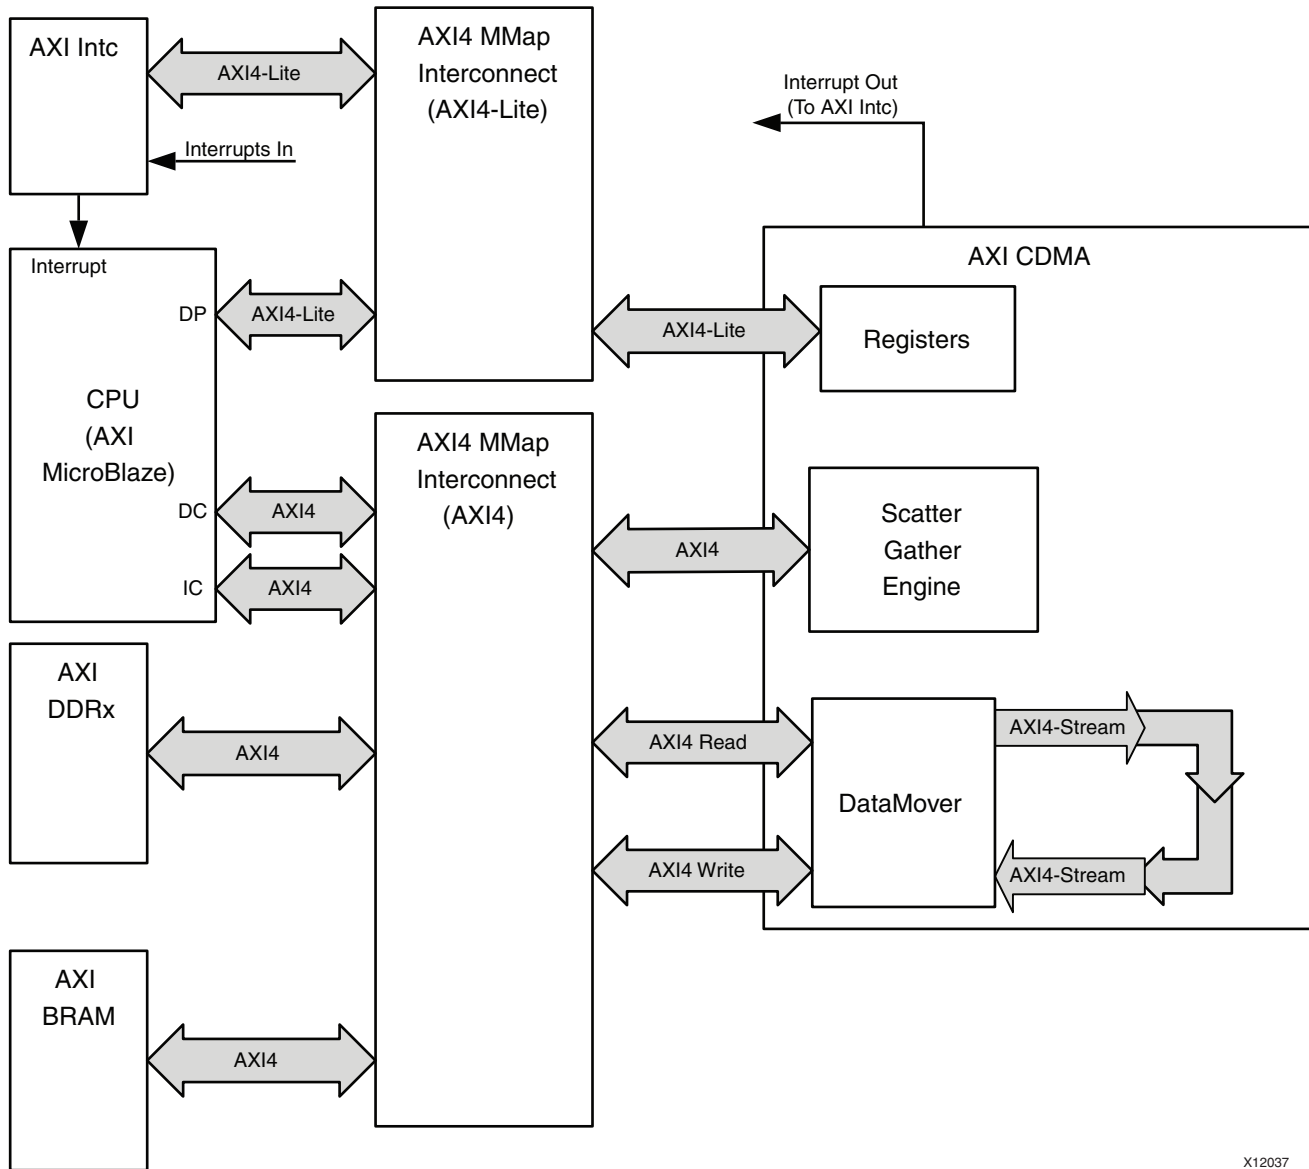 AXI Intc
AXI4-Lite
AXI4 MMap
Interconnect
(AXI4-Lite)
Interrupt Out
(To AXI Intc)
Interrupts In
Interrupt
DP
AXI4-Lite
AXI4-Lite
AXI CDMA
Registers
CPU
(AXI
MicroBlaze)
DC
AXI4
IC
AXI4
AXI4 MMap
Interconnect
(AXI4)
AXI4
Scatter
Gather
Engine
AXI
DDRx
AXI4
AXI4 Read
AXI4 Write
DataMover
AXI4-Stream
AXI4-Stream
AXI
BRAM
AXI4
X12037